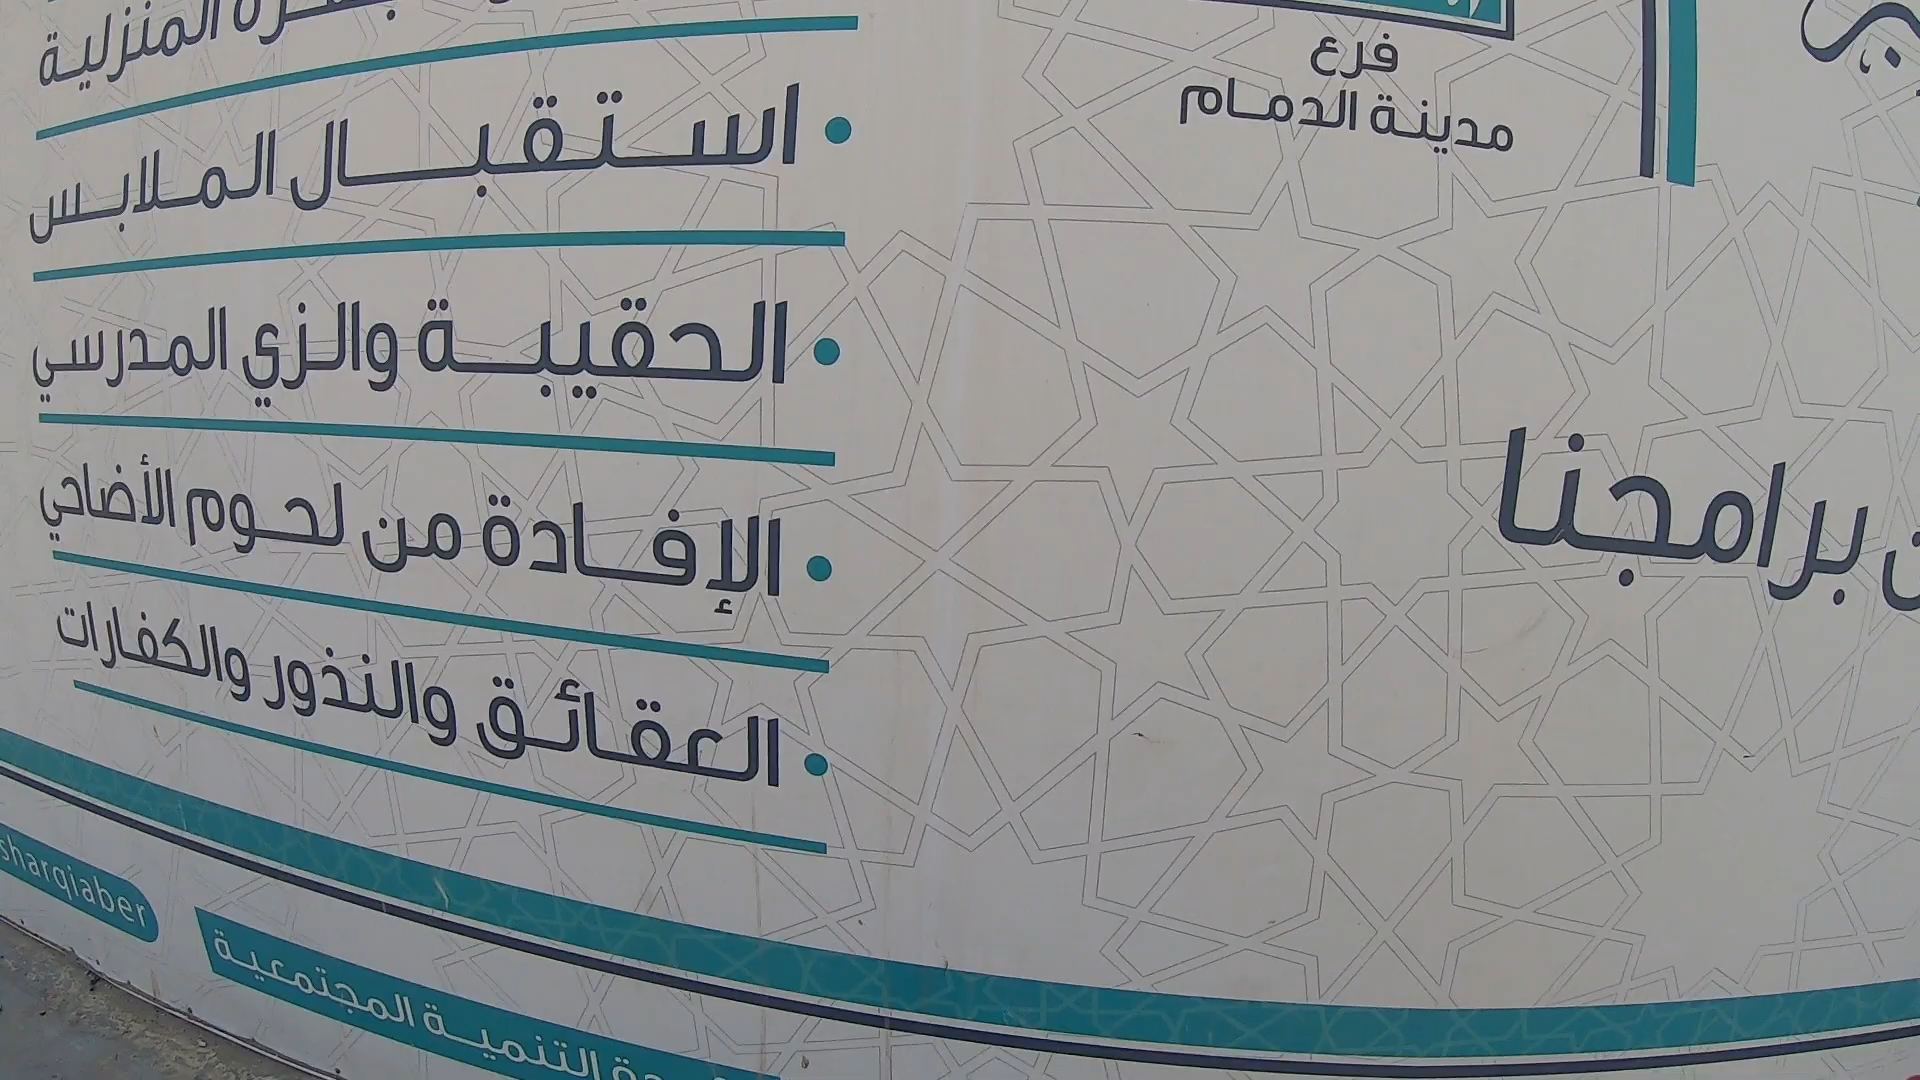 فرع
مدينة الدمام
برامجنا
المنزلية
• استقبال الملابس
• الحقيبة والزي المدرسي
• الإفادة من لحوم الأضاحي
• العقائق والنذور والكفارات
sharqiaber
التنمية المجتمعية